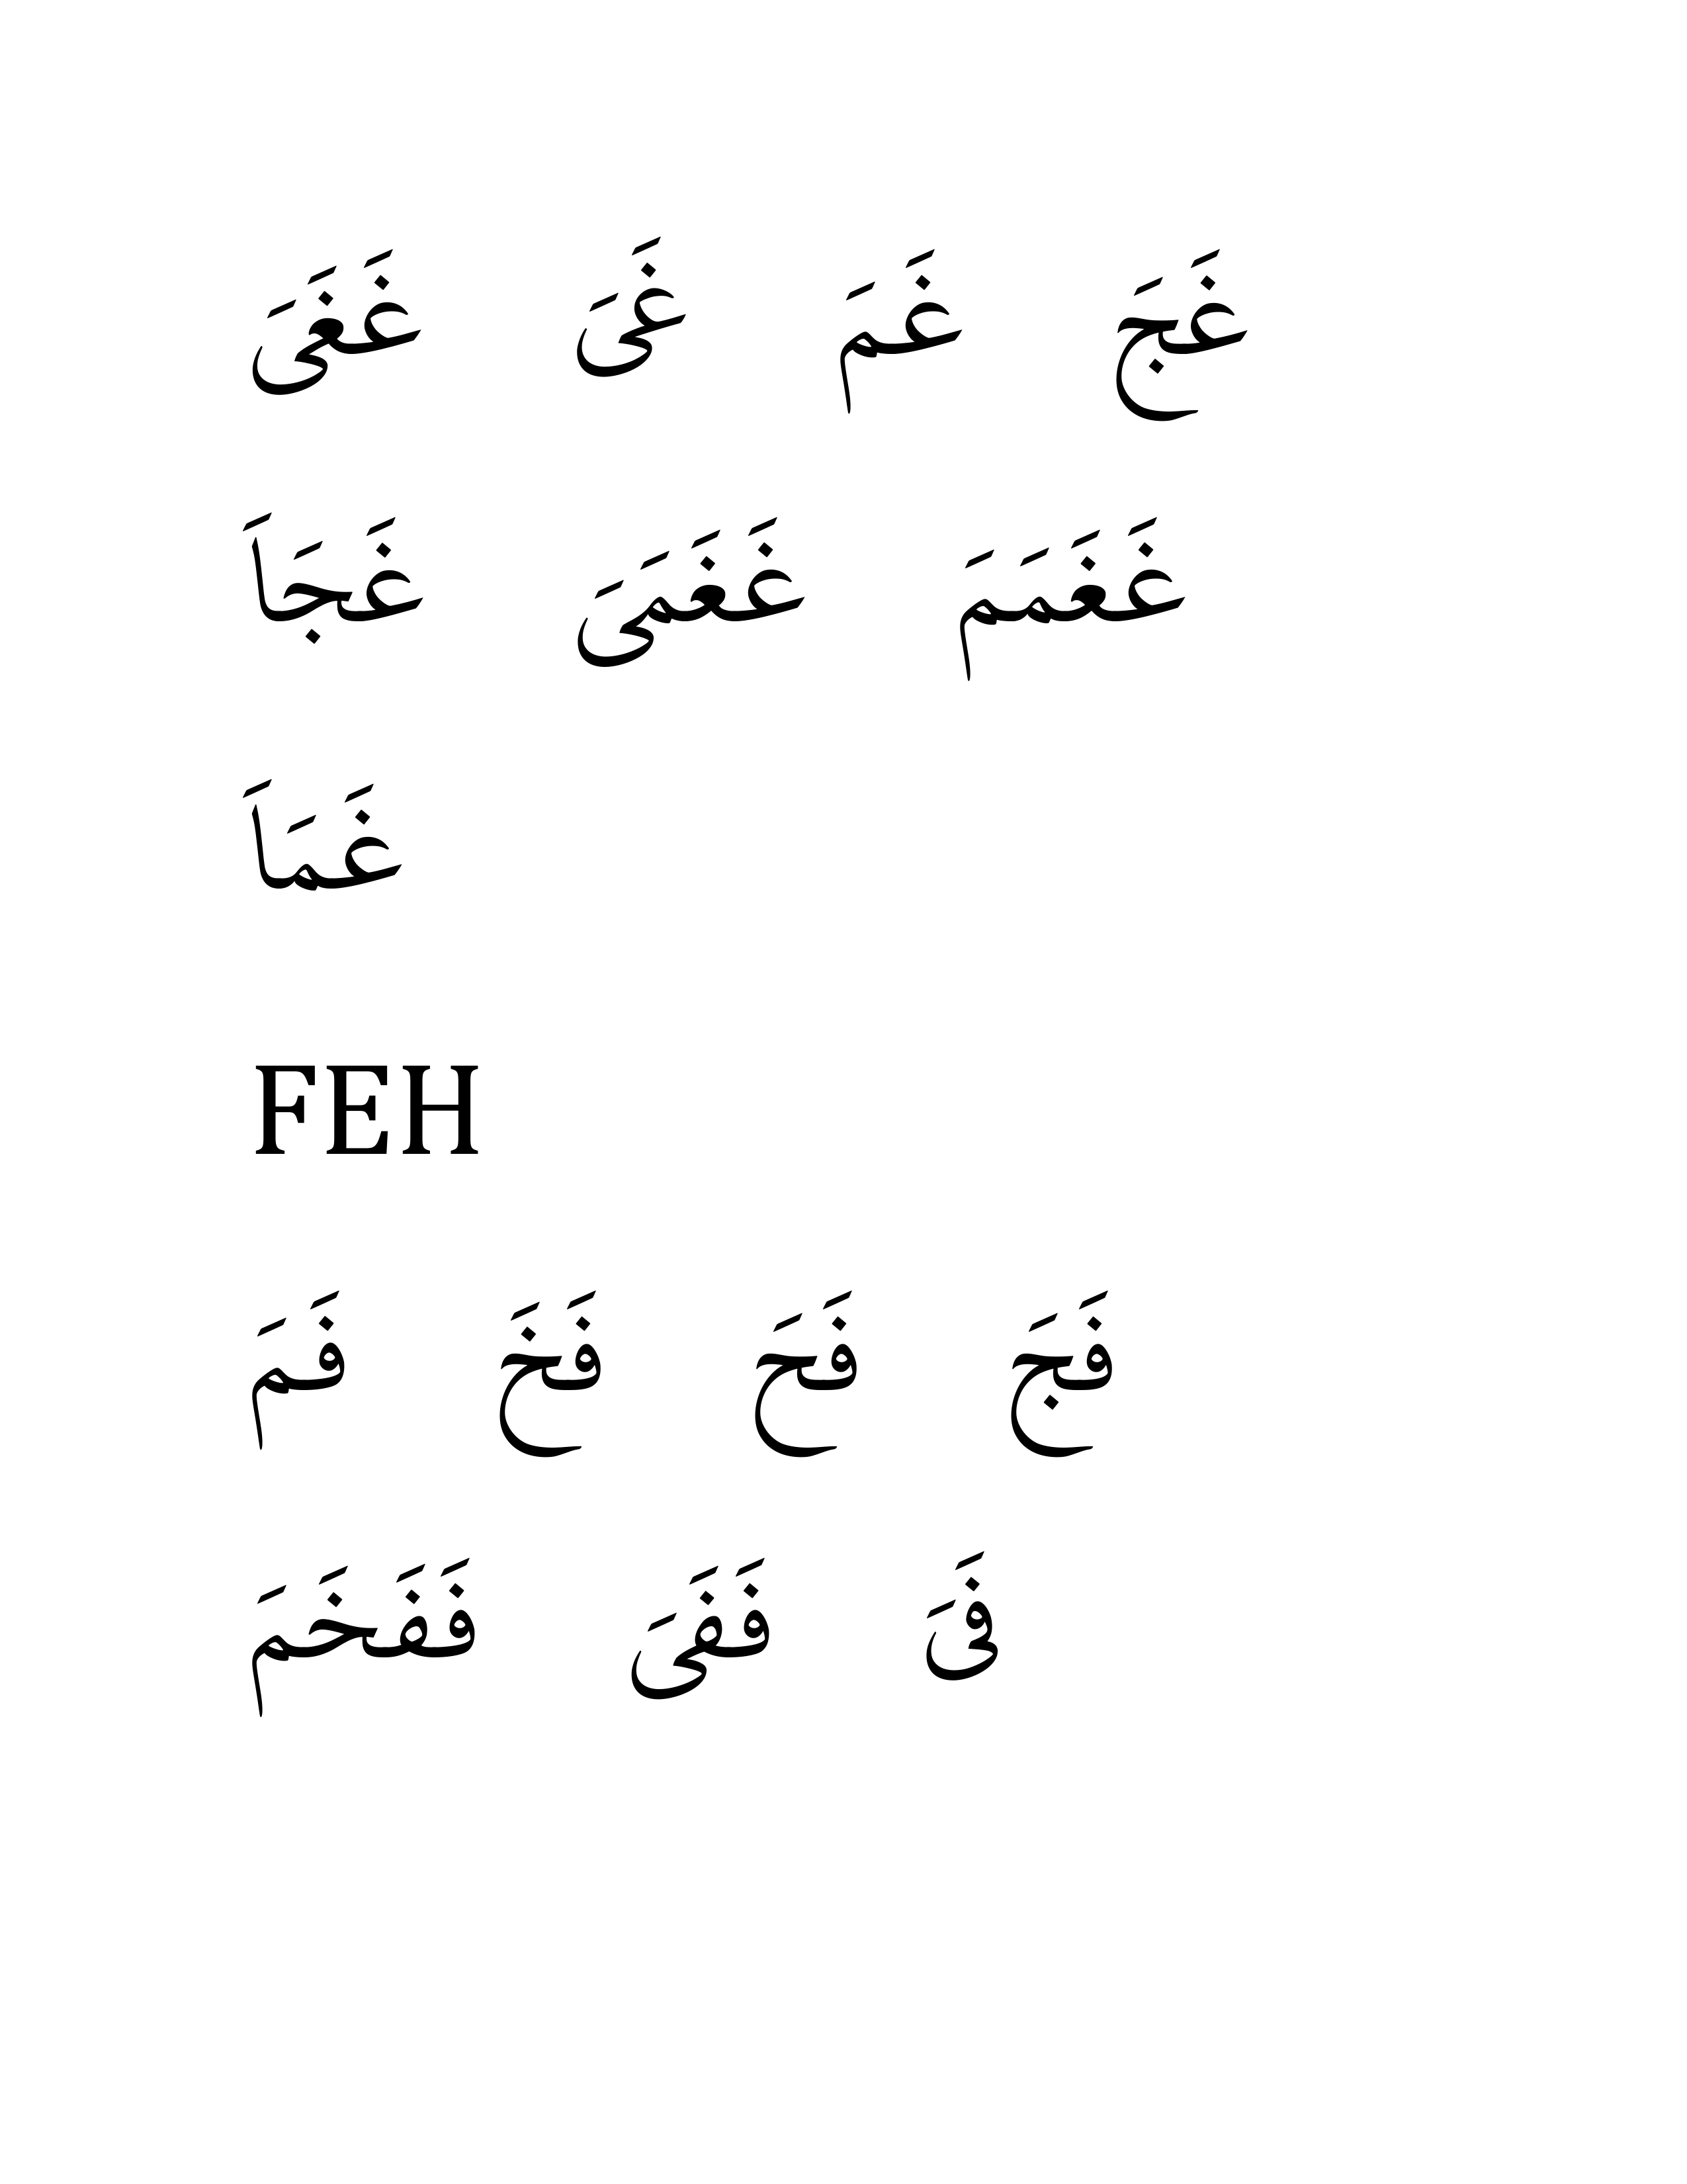 غَجَ غَمَ غَىَ غَغَىَ
غَغَمَمَ غَغَمَىَ غَجَاَ
غَمَاَ
FEH
فَجَ فَحَ فَخَ فَمَ
فَىَ فَفَىَ فَفَخَمَ